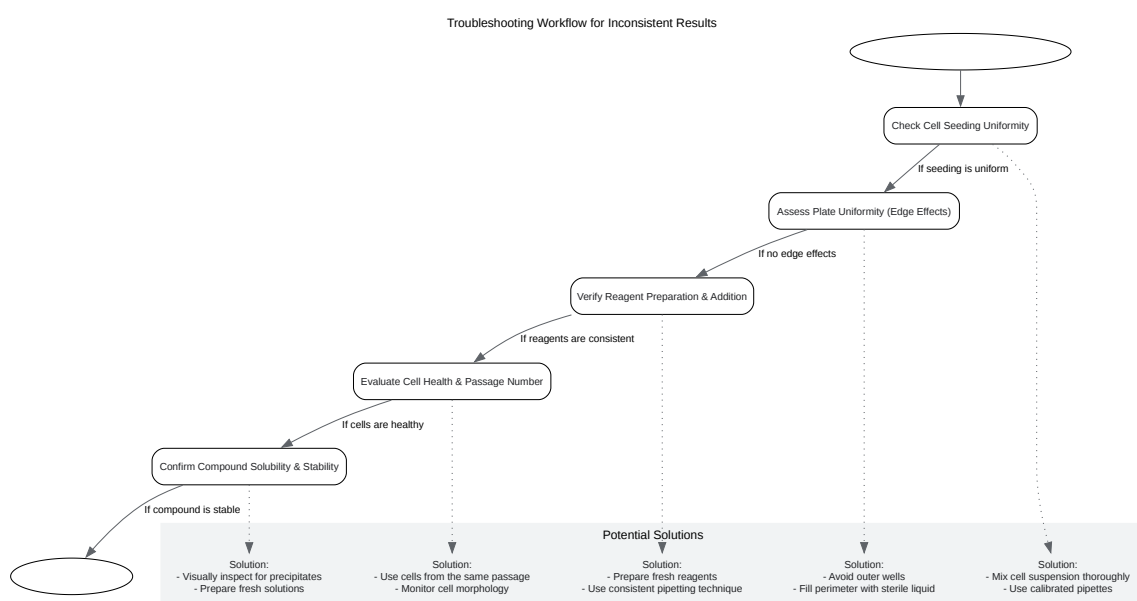 Troubleshooting Workflow for Inconsistent Results
Check Cell Seeding Uniformity
If seeding is uniform
Assess Plate Uniformity (Edge Effects)
If no edge effects
Verify Reagent Preparation & Addition
If reagents are consistent
Evaluate Cell Health & Passage Number
If cells are healthy
Confirm Compound Solubility & Stability
If compound is stable
Potential Solutions
Solution:
- Visually inspect for precipitates
- Prepare fresh solutions
Solution:
- Use cells from the same passage
- Monitor cell morphology
Solution:
- Prepare fresh reagents
- Use consistent pipetting technique
Solution:
- Avoid outer wells
- Fill perimeter with sterile liquid
Solution:
- Mix cell suspension thoroughly
- Use calibrated pipettes